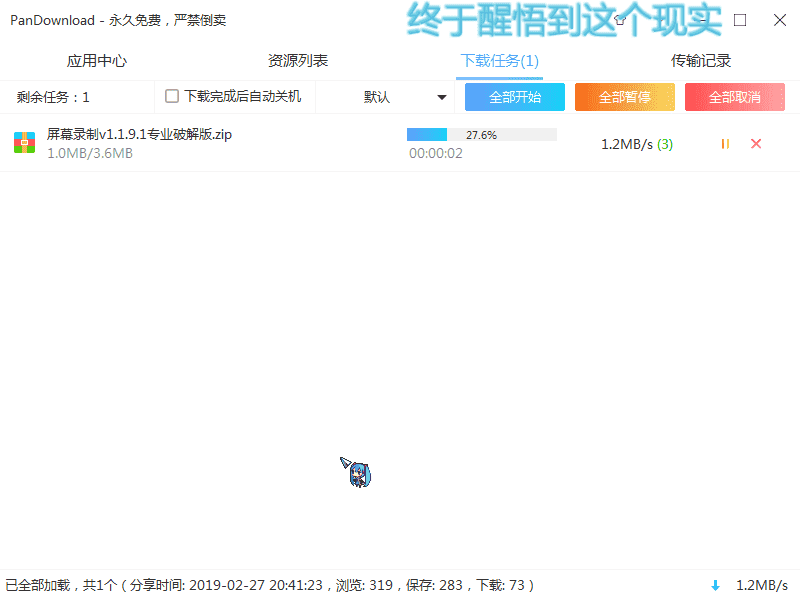 PanDownload - 永久免费，严禁倒卖
终于醒悟到这个现实
应用中心 资源列表 下载任务(1) 传输记录
剩余任务：1 下载完成后自动关机 默认 全部开始 全部暂停 全部取消
屏幕录制v1.1.9.1专业破解版.zip 27.6%
1.0MB/3.6MB 00:00:02 1.2MB/s (3)
已全部加载，共1个（分享时间: 2019-02-27 20:41:23，浏览: 319，保存: 283，下载: 73） 1.2MB/s